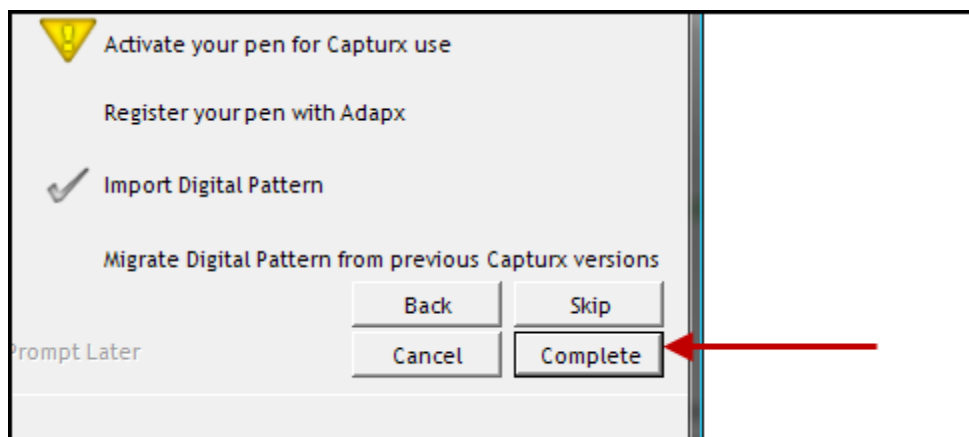 Activate your pen for Capturx use
Register your pen with Adapx
Import Digital Pattern
Migrate Digital Pattern from previous Capturx versions
Back Skip
Prompt Later Cancel Complete